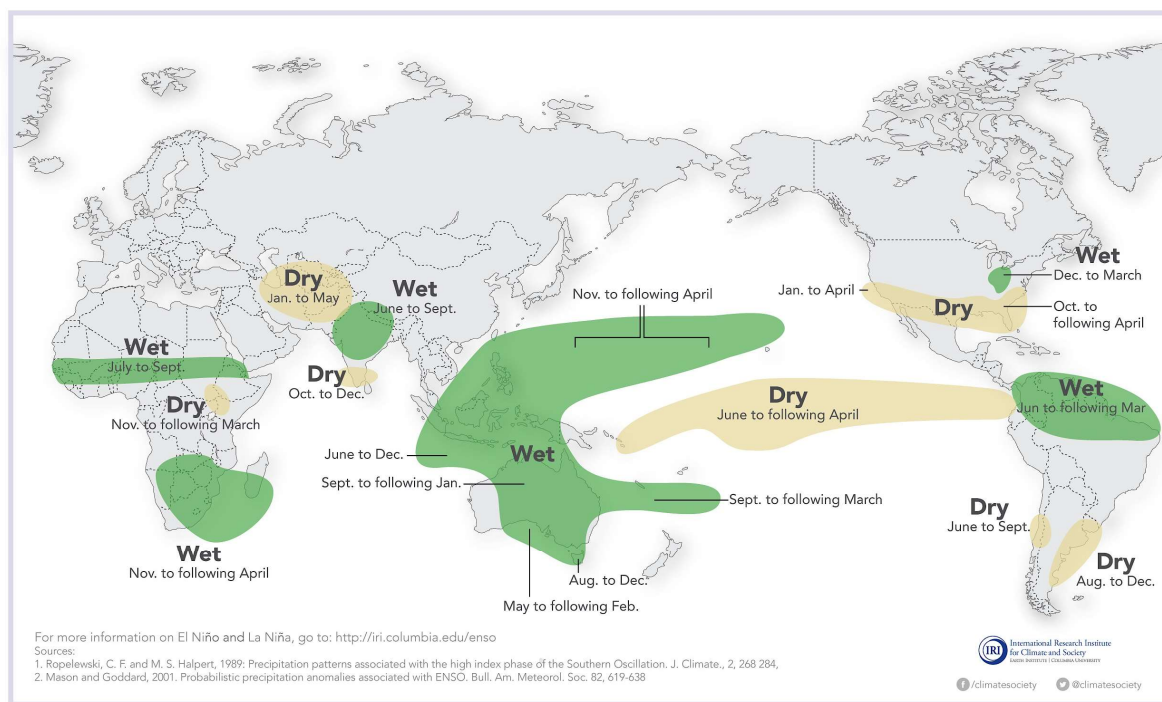 Wet
Dec. to March
Dry
Jan. to May
Wet
June to Sept.
Nov. to following April
Jan. to April
Dry
Oct. to
following April
Wet
July to Sept.
Dry
Oct. to Dec.
Dry
Nov. to following March
Dry
June to following April
Wet
Jun to following Mar
June to Dec.
Wet
Sept. to following Jan.
Sept. to following March
Dry
June to Sept.
Wet
Nov. to following April
Dry
Aug. to Dec.
Aug. to Dec.
May to following Feb.
For more information on El Niño and La Niña, go to: http://iri.columbia.edu/enso
Sources:
1. Ropelewski, C. F. and M. S. Halpert, 1989: Precipitation patterns associated with the high index phase of the Southern Oscillation. J. Climate., 2, 268 284,
2. Mason and Goddard, 2001. Probabilistic precipitation anomalies associated with ENSO. Bull. Am. Meteorol. Soc. 82, 619-638
IRI
International Research Institute
for Climate and Society
EARTH INSTITUTE | COLUMBIA UNIVERSITY
f /climatesociety
@climatesociety